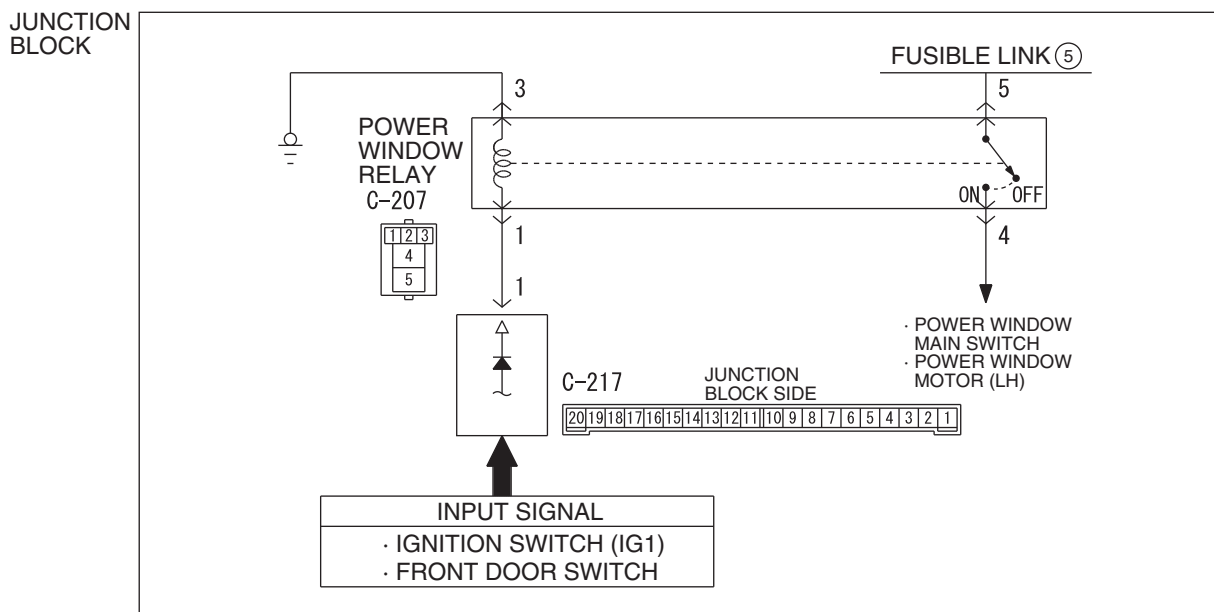 JUNCTION
BLOCK
FUSIBLE LINK ⑤
3
5
POWER
WINDOW
RELAY
C-207
1 2 3
4
5
ON OFF
1
4
1
· POWER WINDOW
MAIN SWITCH
· POWER WINDOW
MOTOR (LH)
C-217
JUNCTION
BLOCK SIDE
20 19 18 17 16 15 14 13 12 11 10 9 8 7 6 5 4 3 2 1
INPUT SIGNAL
· IGNITION SWITCH (IG1)
· FRONT DOOR SWITCH